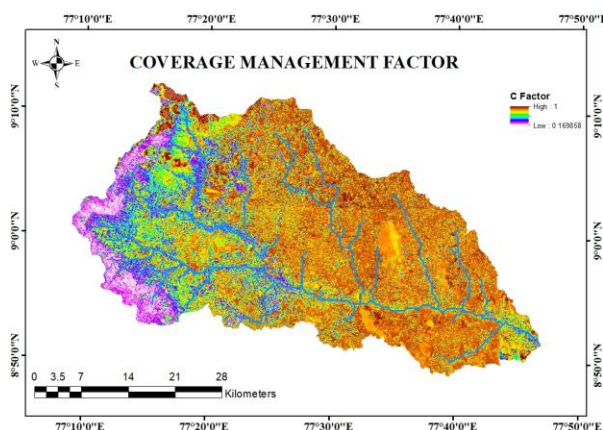 77°10'0"E 77°20'0"E 77°30'0"E 77°40'0"E 77°50'0"E
N
W E
S
COVERAGE MANAGEMENT FACTOR
C Factor
High : 1
Low : 0.169858
9°10'0"N 9°10'0"N
9°0'0"N 9°0'0"N
8°50'0"N 8°50'0"N
0 3.5 7 14 21 28
Kilometers
77°10'0"E 77°20'0"E 77°30'0"E 77°40'0"E 77°50'0"E